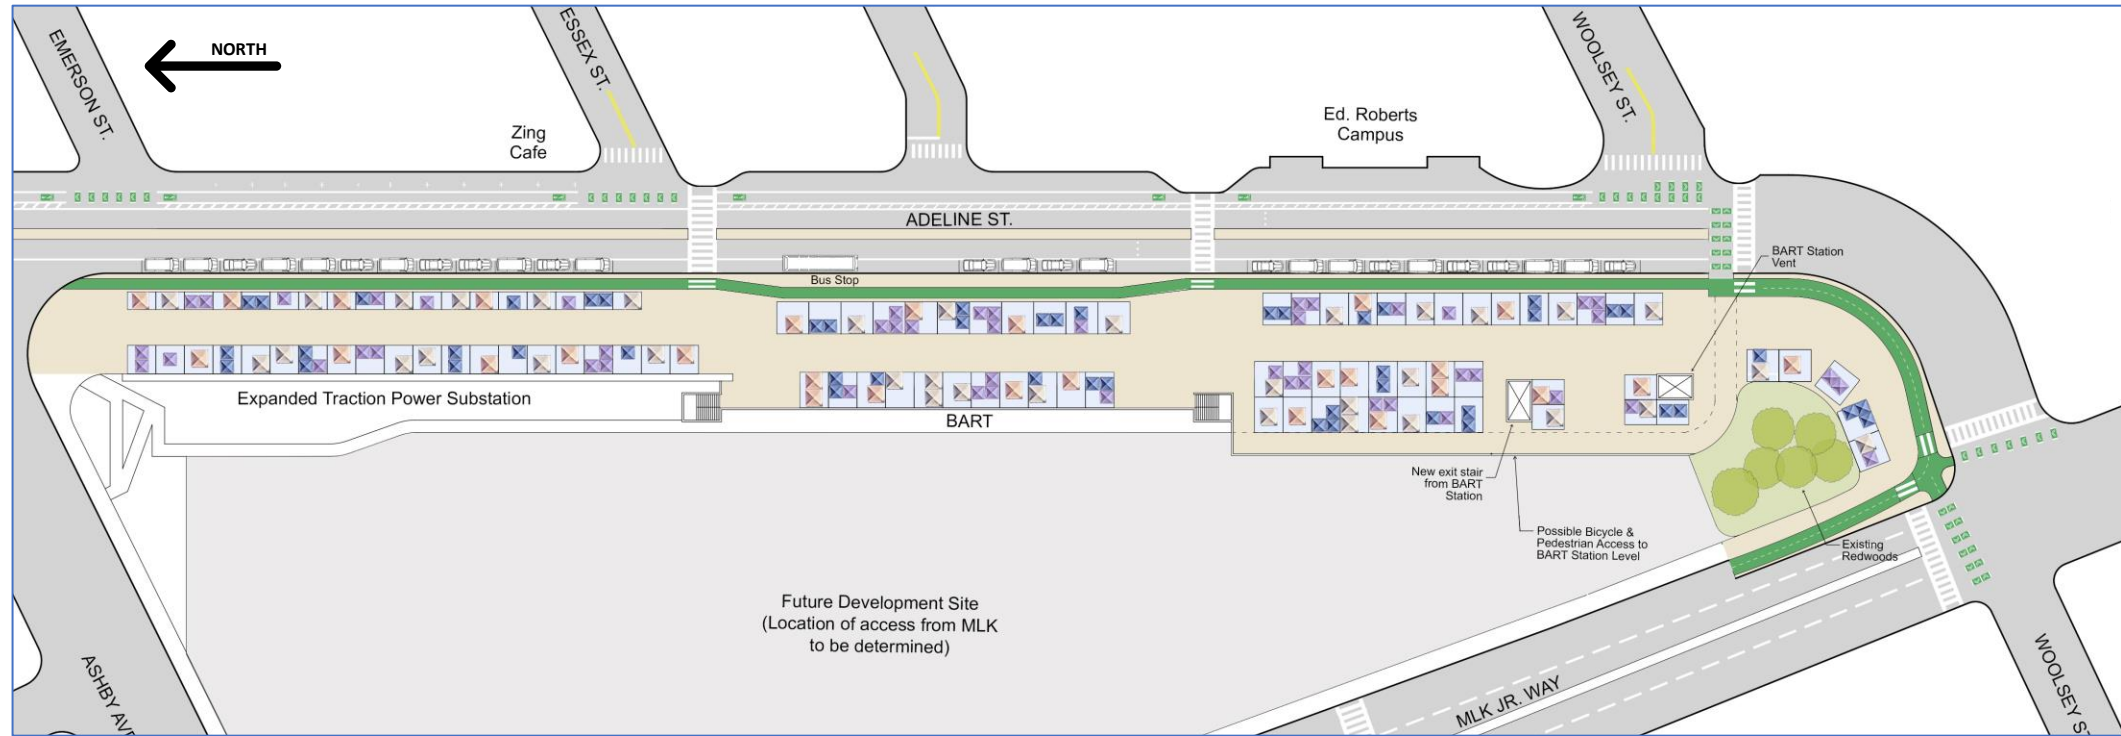 EMERSON ST.
NORTH
ESSEX ST.
Zing
Cafe
Ed. Roberts
Campus
WOOLSEY ST.
ADELINE ST.
BART Station
Vent
Bus Stop
Expanded Traction Power Substation
BART
New exit stair
from BART
Station
Possible Bicycle &
Pedestrian Access to
BART Station Level
Existing
Redwoods
Future Development Site
(Location of access from MLK
to be determined)
ASHBY AVE
MLK JR. WAY
WOOLSEY ST